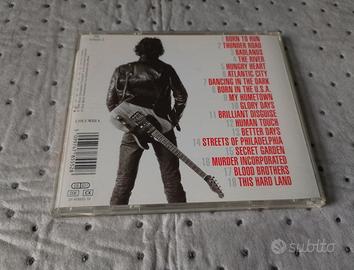 1 BORN TO RUN
2 THUNDER ROAD
3 BADLANDS
4 THE RIVER
5 HUNGRY HEART
6 ATLANTIC CITY
7 DANCING IN THE DARK
8 BORN IN THE U.S.A.
9 MY HOMETOWN
10 GLORY DAYS
11 BRILLIANT DISGUISE
12 HUMAN TOUCH
13 BETTER DAYS
14 STREETS OF PHILADELPHIA
15 SECRET GARDEN
16 MURDER INCORPORATED
17 BLOOD BROTHERS
18 THIS HARD LAND
COLUMBIA
subito